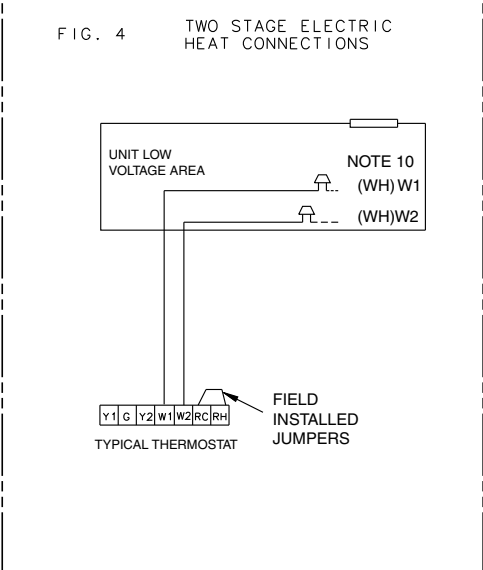 FIG. 4
TWO STAGE ELECTRIC
HEAT CONNECTIONS
UNIT LOW
VOLTAGE AREA
NOTE 10
(WH) W1
(WH)W2
Y1 G Y2 W1 W2 RC RH
TYPICAL THERMOSTAT
FIELD
INSTALLED
JUMPERS